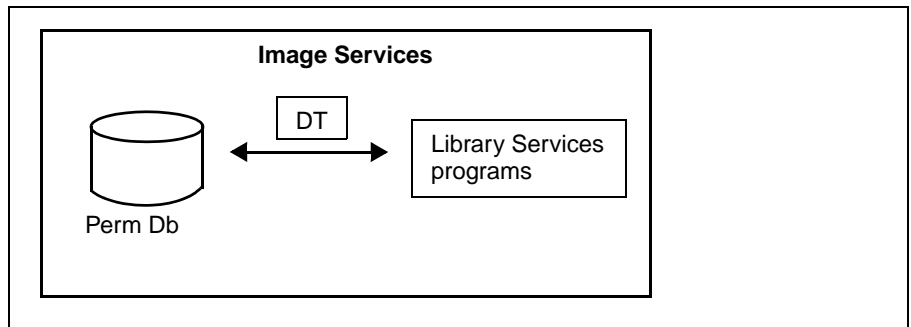 Image Services
DT
Library Services
programs
Perm Db